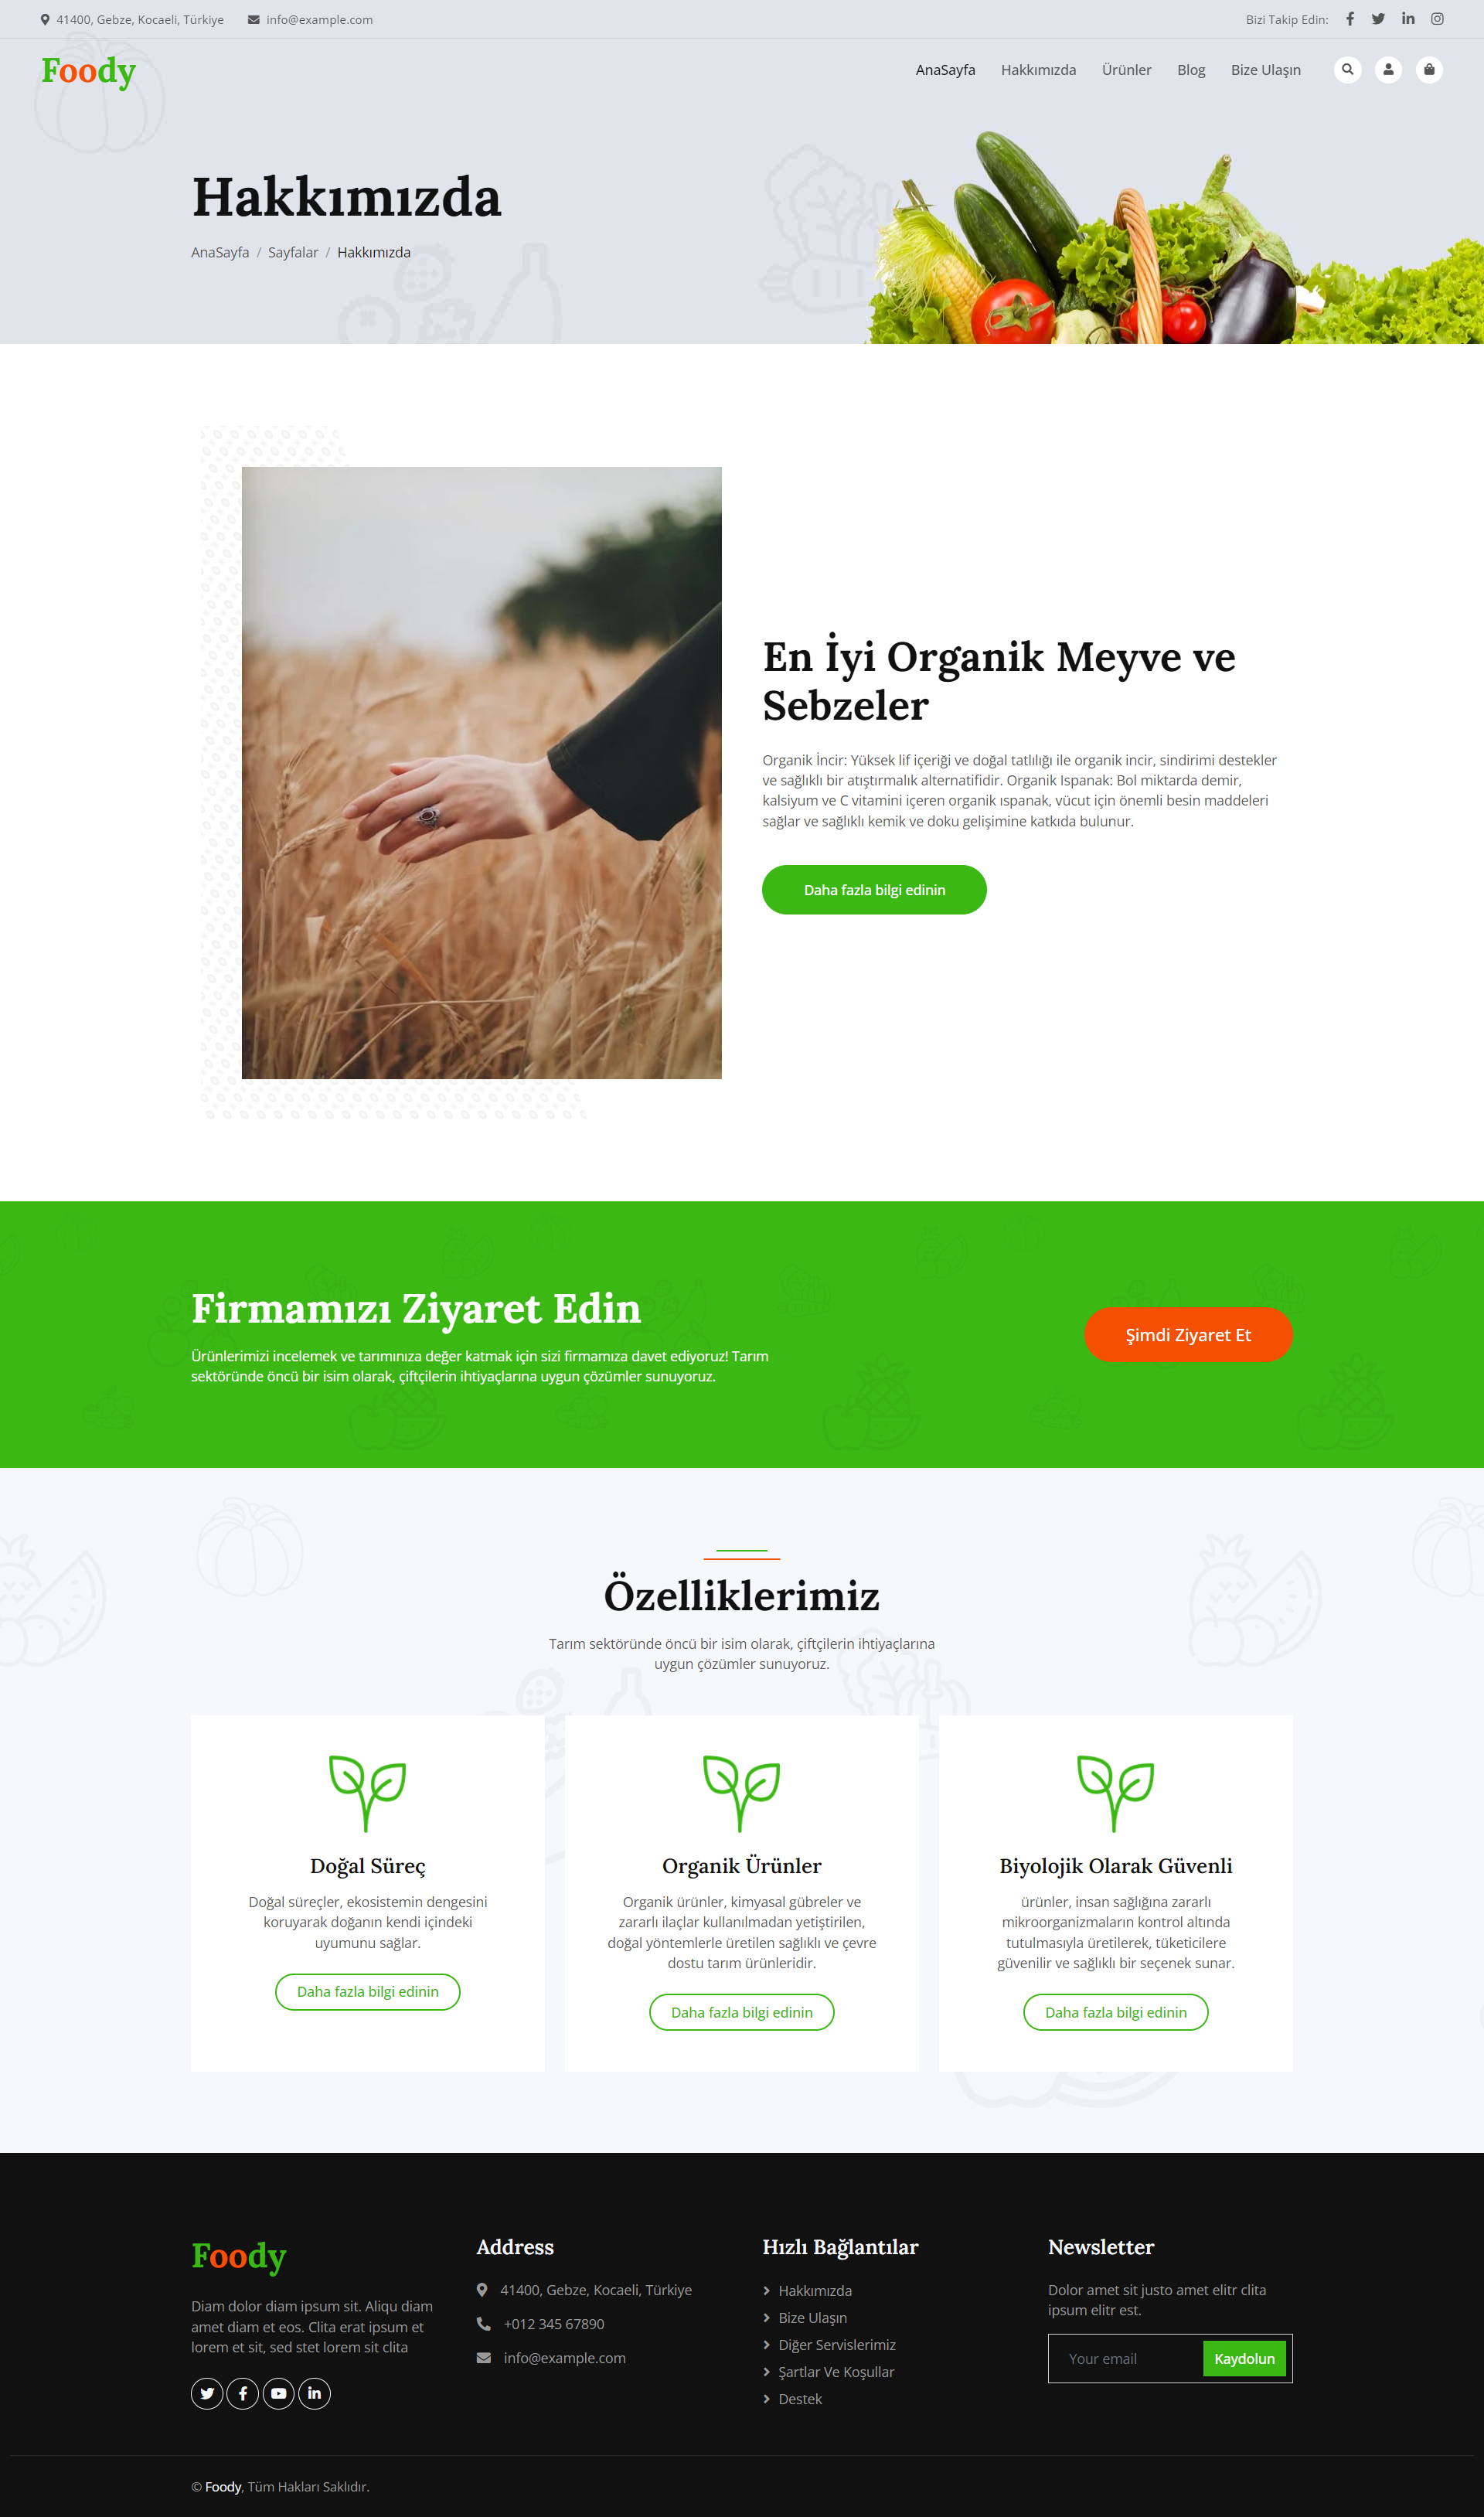 41400, Gebze, Kocaeli, Türkiye info@example.com Bizi Takip Edin:
Foody AnaSayfa Hakkımızda Ürünler Blog Bize Ulaşın
Hakkımızda
AnaSayfa / Sayfalar / Hakkımızda
En İyi Organik Meyve ve
Sebzeler
Organik İncir: Yüksek lif içeriği ve doğal tatlılığı ile organik incir, sindirimi destekler
ve sağlıklı bir atıştırmalık alternatifidir. Organik Ispanak: Bol miktarda demir,
kalsiyum ve C vitamini içeren organik ıspanak, vücut için önemli besin maddeleri
sağlar ve sağlıklı kemik ve doku gelişimine katkıda bulunur.
Daha fazla bilgi edinin
Firmamızı Ziyaret Edin
Ürünlerimizi incelemek ve tarımınıza değer katmak için sizi firmamıza davet ediyoruz! Tarım
sektöründe öncü bir isim olarak, çiftçilerin ihtiyaçlarına uygun çözümler sunuyoruz.
Şimdi Ziyaret Et
Özelliklerimiz
Tarım sektöründe öncü bir isim olarak, çiftçilerin ihtiyaçlarına
uygun çözümler sunuyoruz.
Doğal Süreç
Doğal süreçler, ekosistemin dengesini
koruyarak doğanın kendi içindeki
uyumunu sağlar.
Daha fazla bilgi edinin
Organik Ürünler
Organik ürünler, kimyasal gübreler ve
zararlı ilaçlar kullanılmadan yetiştirilen,
doğal yöntemlerle üretilen sağlıklı ve çevre
dostu tarım ürünleridir.
Daha fazla bilgi edinin
Biyolojik Olarak Güvenli
ürünler, insan sağlığına zararlı
mikroorganizmaların kontrol altında
tutulmasıyla üretilerek, tüketicilere
güvenilir ve sağlıklı bir seçenek sunar.
Daha fazla bilgi edinin
Foody
Diam dolor diam ipsum sit. Aliqu diam
amet diam et eos. Clita erat ipsum et
lorem et sit, sed stet lorem sit clita
Address
41400, Gebze, Kocaeli, Türkiye
+012 345 67890
info@example.com
Hızlı Bağlantılar
Hakkımızda
Bize Ulaşın
Diğer Servislerimiz
Şartlar Ve Koşullar
Destek
Newsletter
Dolor amet sit justo amet elitr clita
ipsum elitr est.
Your email Kaydolun
© Foody, Tüm Hakları Saklıdır.